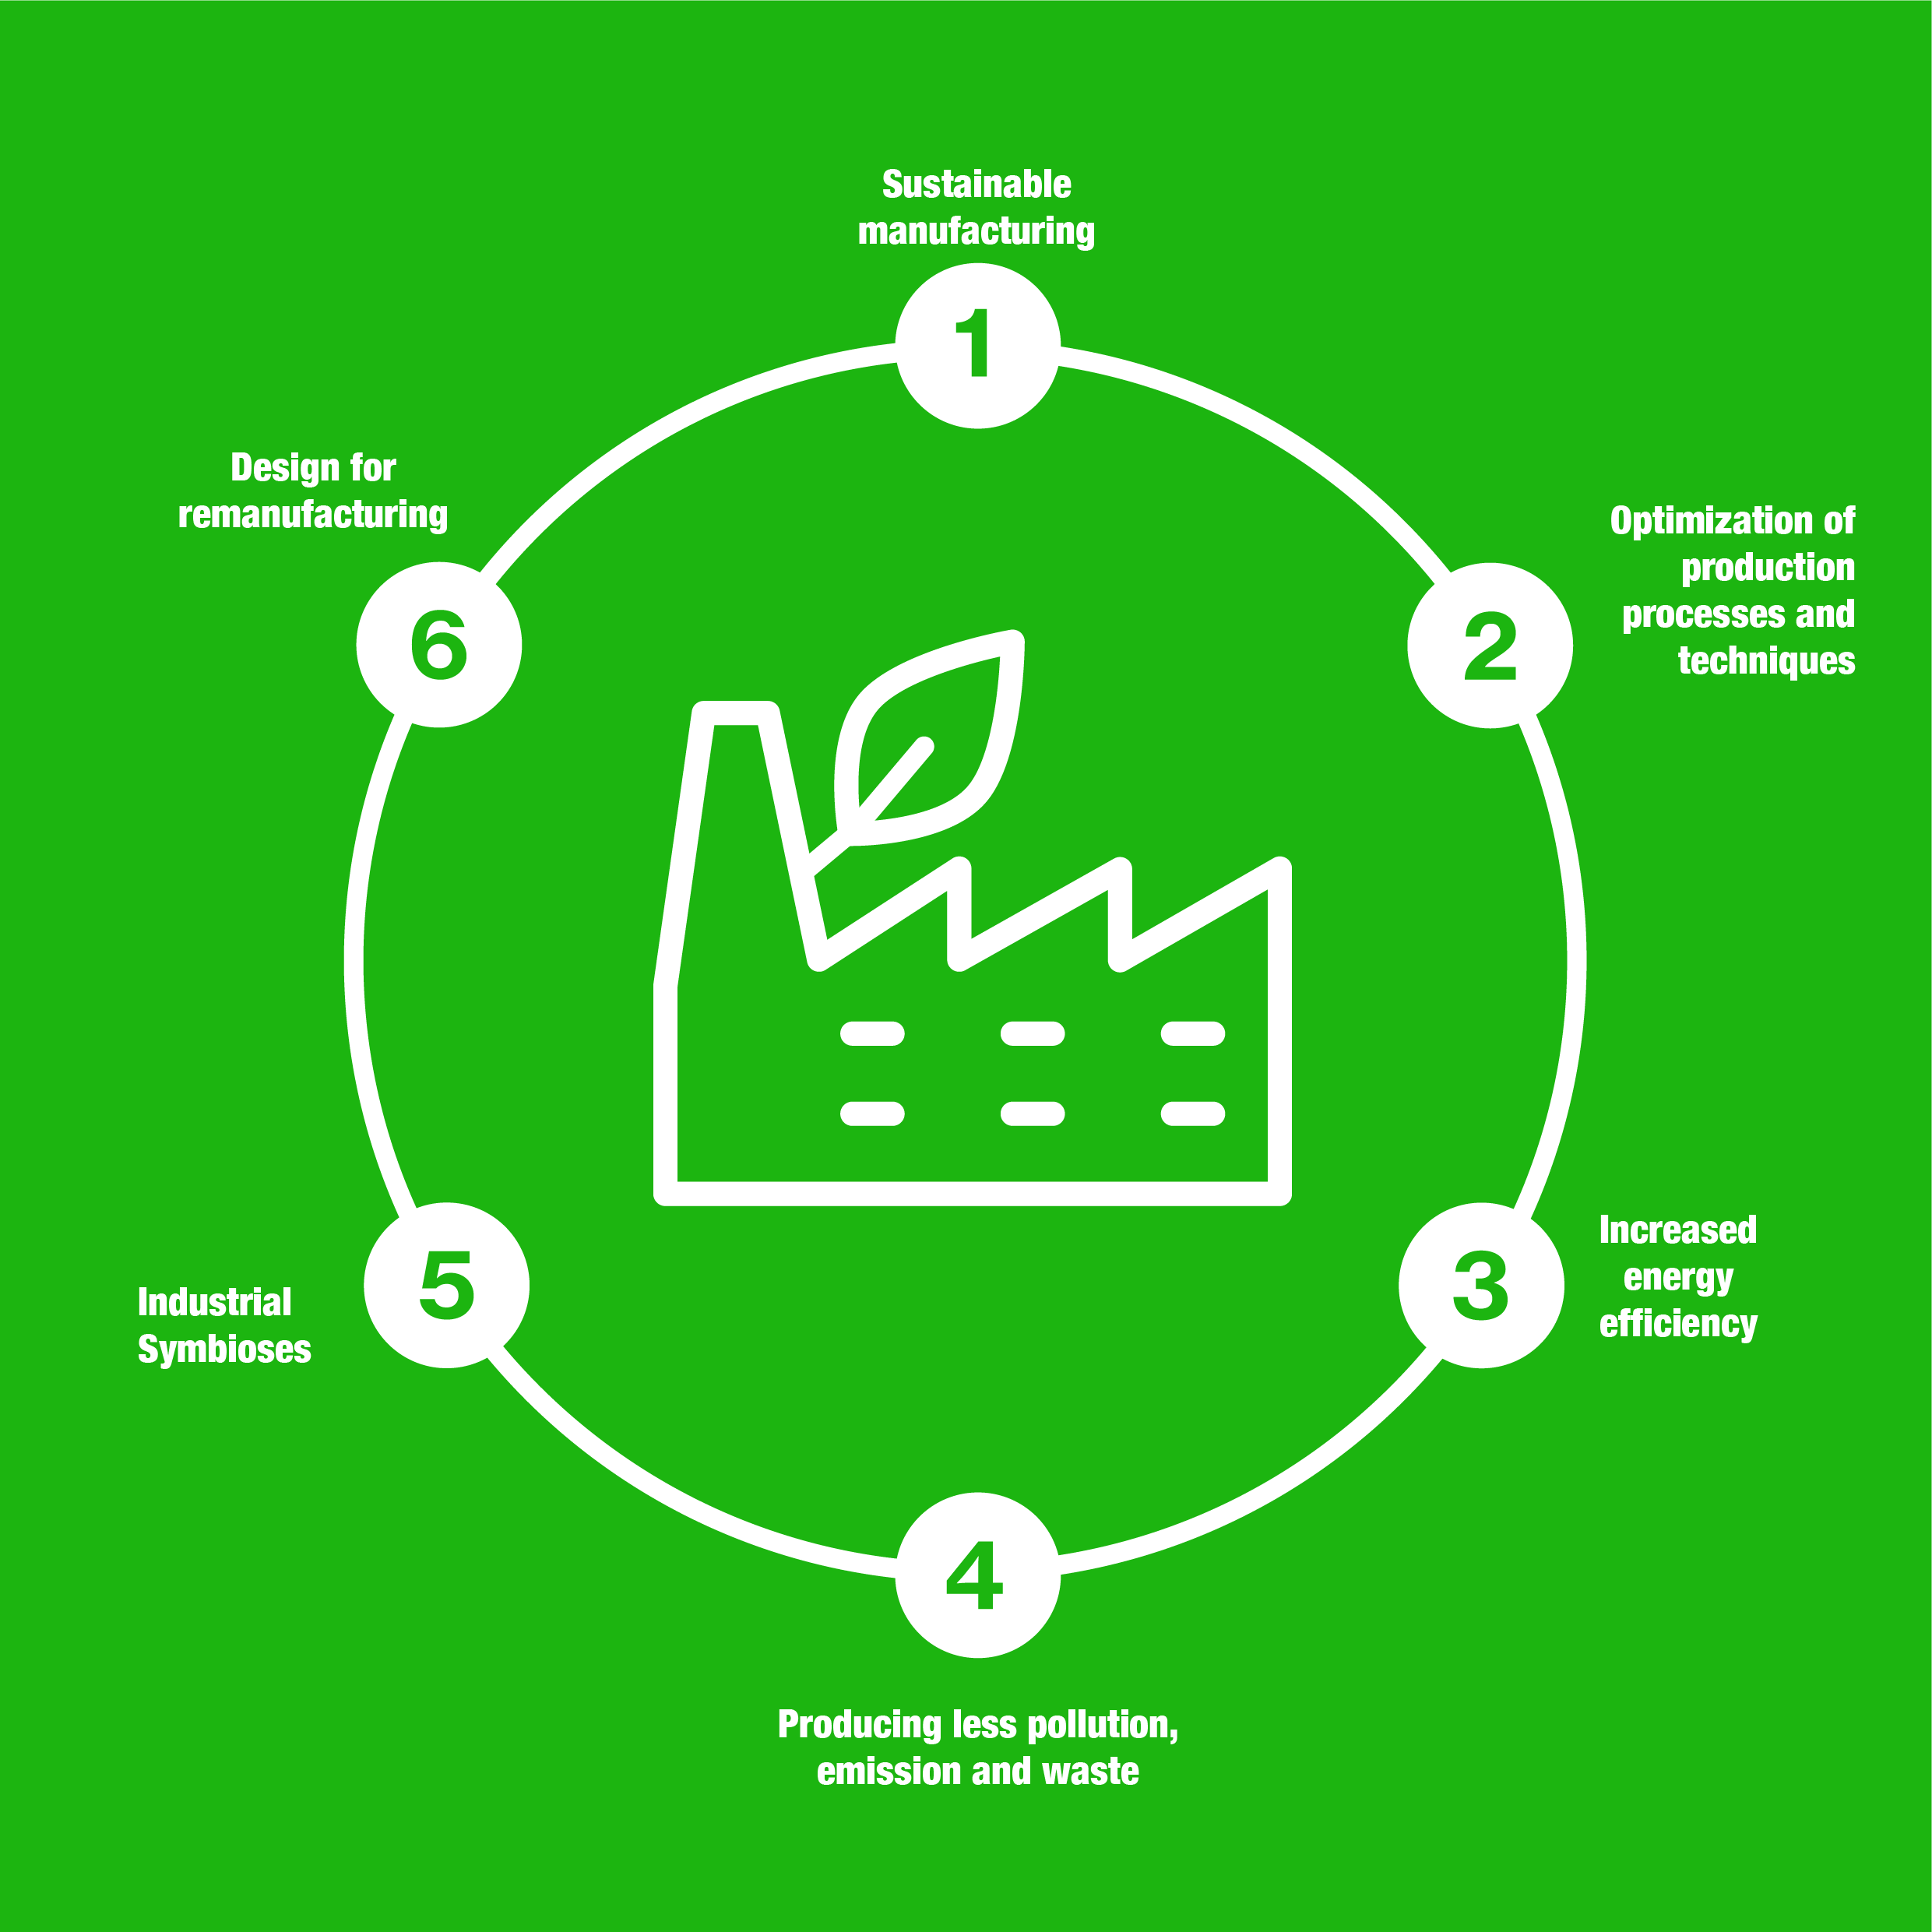 Sustainable
manufacturing
1
Optimization of
production
processes and
techniques
2
Increased
energy
efficiency
3
4
Producing less pollution,
emission and waste
5
Industrial
Symbioses
Design for
remanufacturing
6